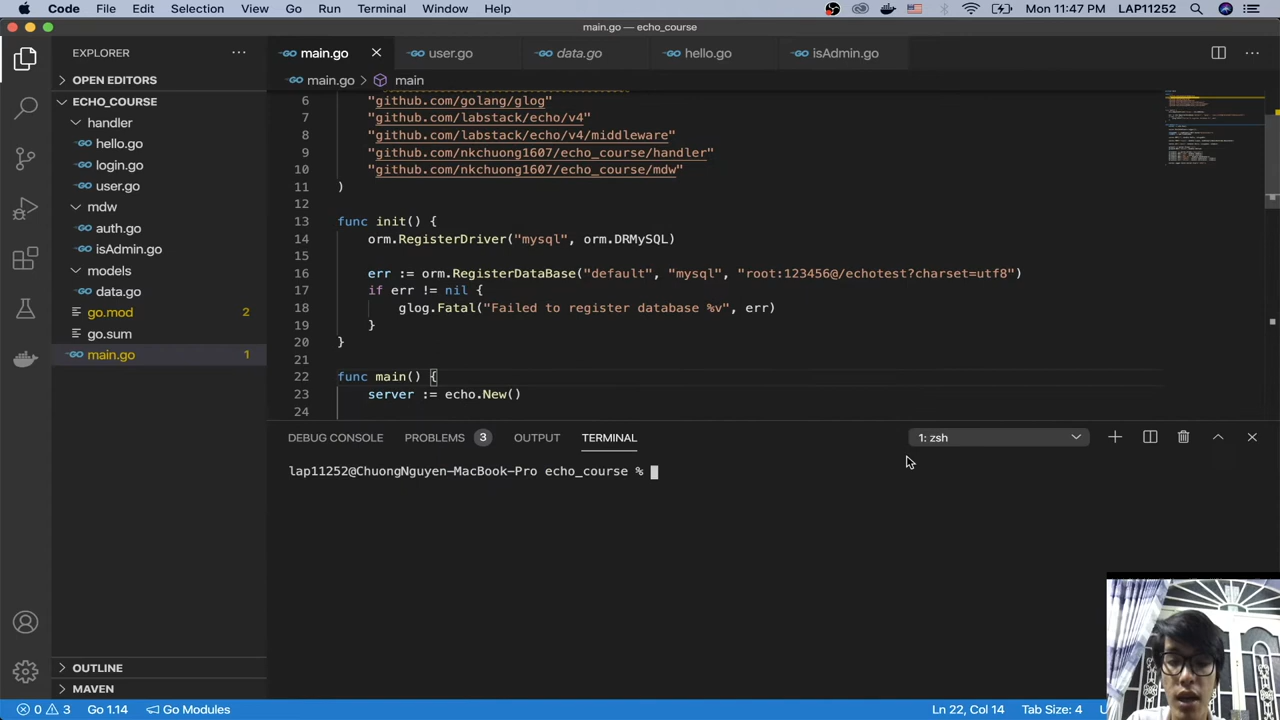 Code File Edit Selection View Go Run Terminal Window Help Mon 11:47 PM LAP11252
main.go — echo_course
EXPLORER
main.go user.go data.go hello.go isAdmin.go
OPEN EDITORS
main.go > main
ECHO_COURSE
handler
hello.go
login.go
user.go
mdw
auth.go
isAdmin.go
models
data.go
go.mod 2
go.sum
main.go 1
OUTLINE
MAVEN
6 "github.com/golang/glog"
7 "github.com/labstack/echo/v4"
8 "github.com/labstack/echo/v4/middleware"
9 "github.com/nkchuong1607/echo_course/handler"
10 "github.com/nkchuong1607/echo_course/mdw"
11 )
12
13 func init() {
14 orm.RegisterDriver("mysql", orm.DRMySQL)
15
16 err := orm.RegisterDataBase("default", "mysql", "root:123456@/echotest?charset=utf8")
17 if err != nil {
18 glog.Fatal("Failed to register database %v", err)
19 }
20 }
21
22 func main() {
23 server := echo.New()
24
DEBUG CONSOLE PROBLEMS 3 OUTPUT TERMINAL 1: zsh
lap11252@ChuongNguyen-MacBook-Pro echo_course %
0 3 Go 1.14 Go Modules Ln 22, Col 14 Tab Size: 4